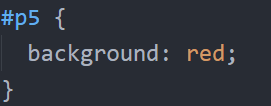 #p5 {
  background: red;
}